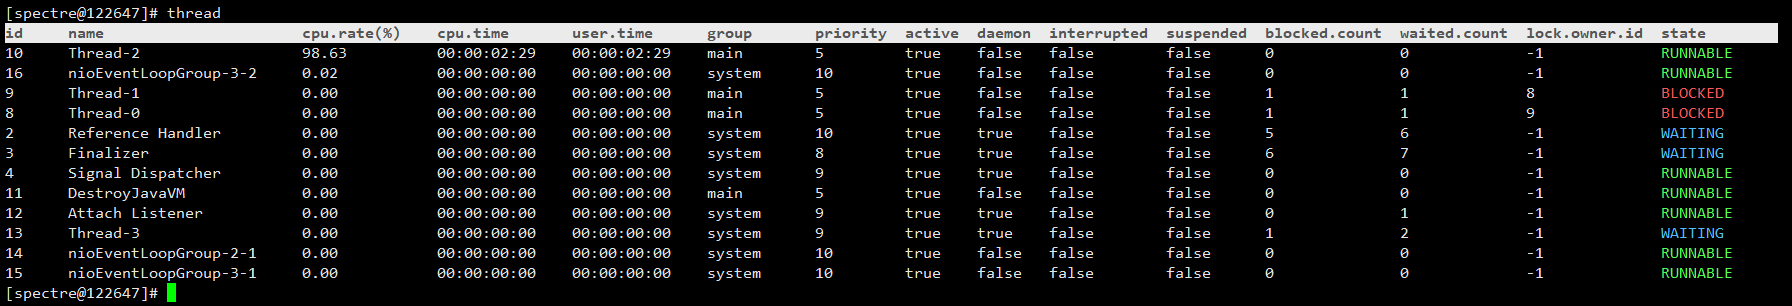 [spectre@122647]# thread
id name cpu.rate(%) cpu.time user.time group priority active daemon interrupted suspended blocked.count waited.count lock.owner.id state
10 Thread-2 98.63 00:00:02:29 00:00:02:29 main 5 true false false false 0 0 -1 RUNNABLE
16 nioEventLoopGroup-3-2 0.02 00:00:00:00 00:00:00:00 system 10 true false false false 0 0 -1 RUNNABLE
9 Thread-1 0.00 00:00:00:00 00:00:00:00 main 5 true false false false 1 1 8 BLOCKED
8 Thread-0 0.00 00:00:00:00 00:00:00:00 main 5 true false false false 1 1 9 BLOCKED
2 Reference Handler 0.00 00:00:00:00 00:00:00:00 system 10 true true false false 5 6 -1 WAITING
3 Finalizer 0.00 00:00:00:00 00:00:00:00 system 8 true true false false 6 7 -1 WAITING
4 Signal Dispatcher 0.00 00:00:00:00 00:00:00:00 system 9 true true false false 0 0 -1 RUNNABLE
11 DestroyJavaVM 0.00 00:00:00:00 00:00:00:00 main 5 true false false false 0 0 -1 RUNNABLE
12 Attach Listener 0.00 00:00:00:00 00:00:00:00 system 9 true true false false 0 1 -1 RUNNABLE
13 Thread-3 0.00 00:00:00:00 00:00:00:00 system 9 true true false false 1 2 -1 WAITING
14 nioEventLoopGroup-2-1 0.00 00:00:00:00 00:00:00:00 system 10 true false false false 0 0 -1 RUNNABLE
15 nioEventLoopGroup-3-1 0.00 00:00:00:00 00:00:00:00 system 10 true false false false 0 0 -1 RUNNABLE
[spectre@122647]#